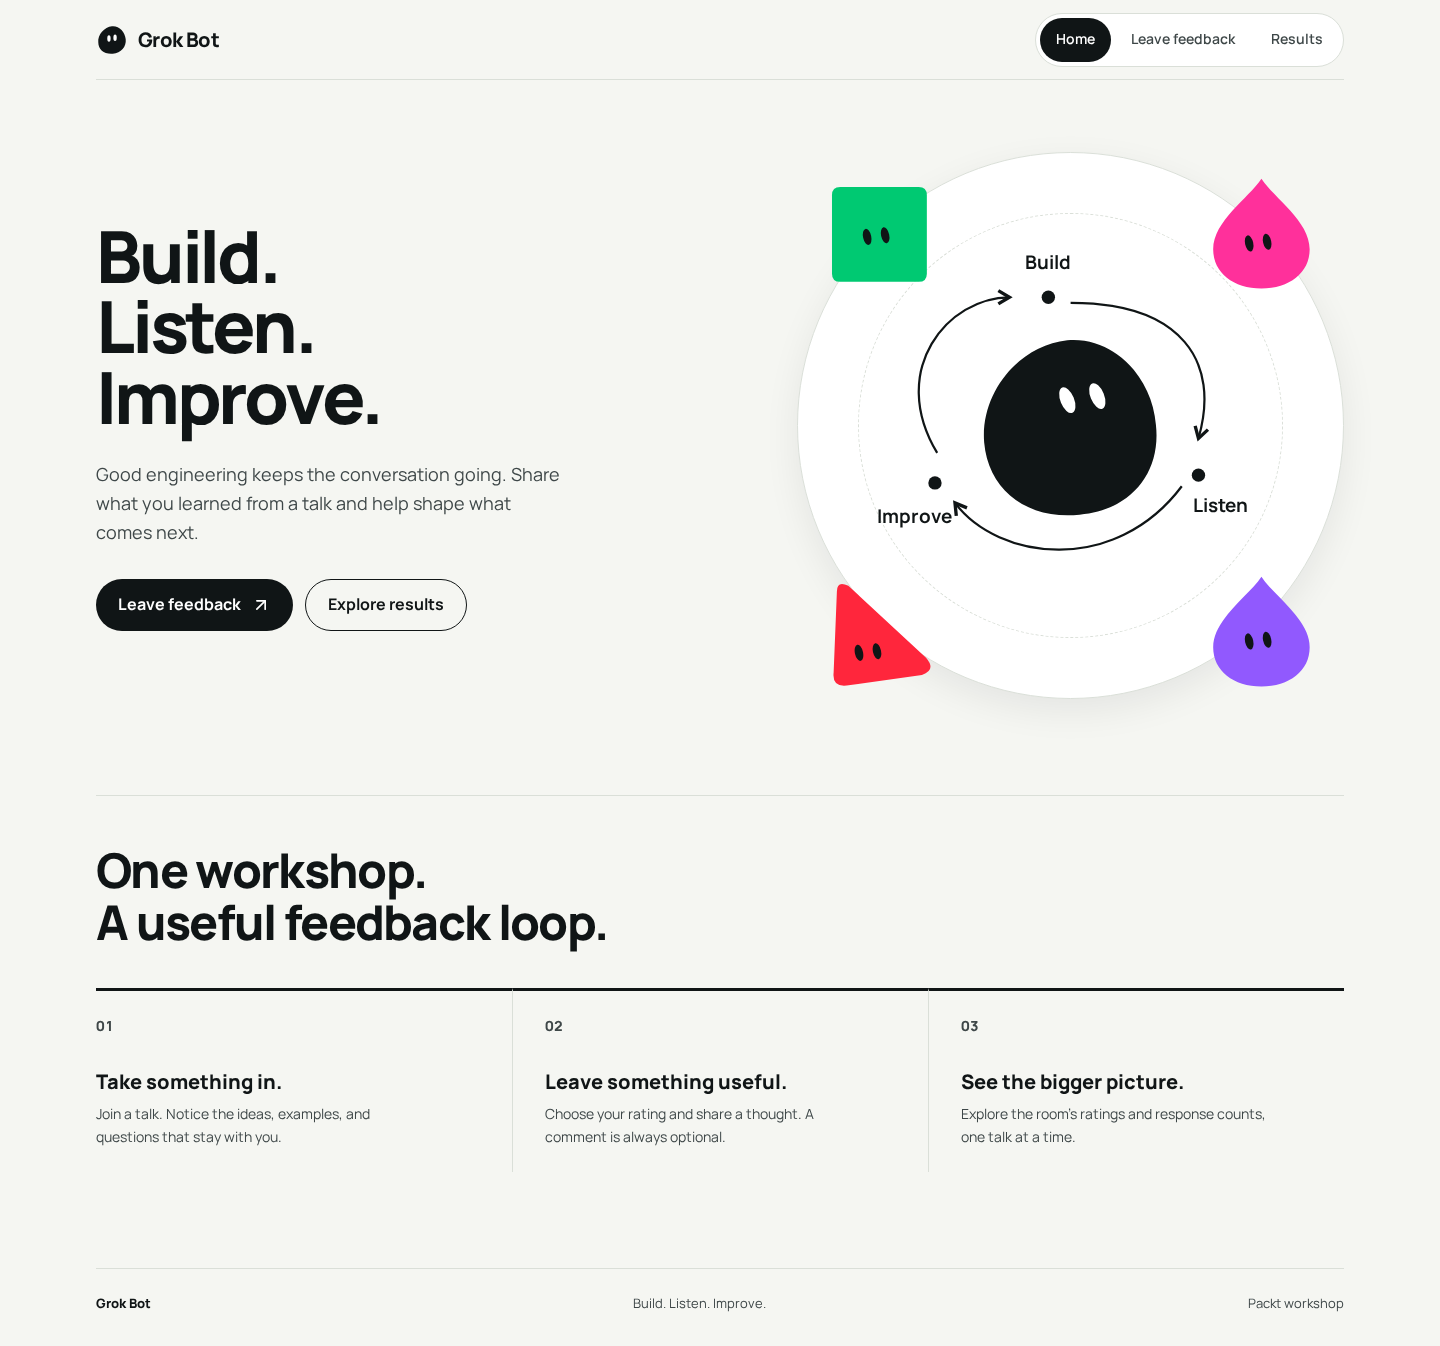 Grok Bot
Home
Leave feedback
Results
Build.
Listen.
Improve.
Good engineering keeps the conversation going. Share
what you learned from a talk and help shape what
comes next.
Leave feedback
Explore results
Build
Listen
Improve
One workshop.
A useful feedback loop.
01
Take something in.
Join a talk. Notice the ideas, examples, and
questions that stay with you.
02
Leave something useful.
Choose your rating and share a thought. A
comment is always optional.
03
See the bigger picture.
Explore the room's ratings and response counts,
one talk at a time.
Grok Bot
Build. Listen. Improve.
Packt workshop